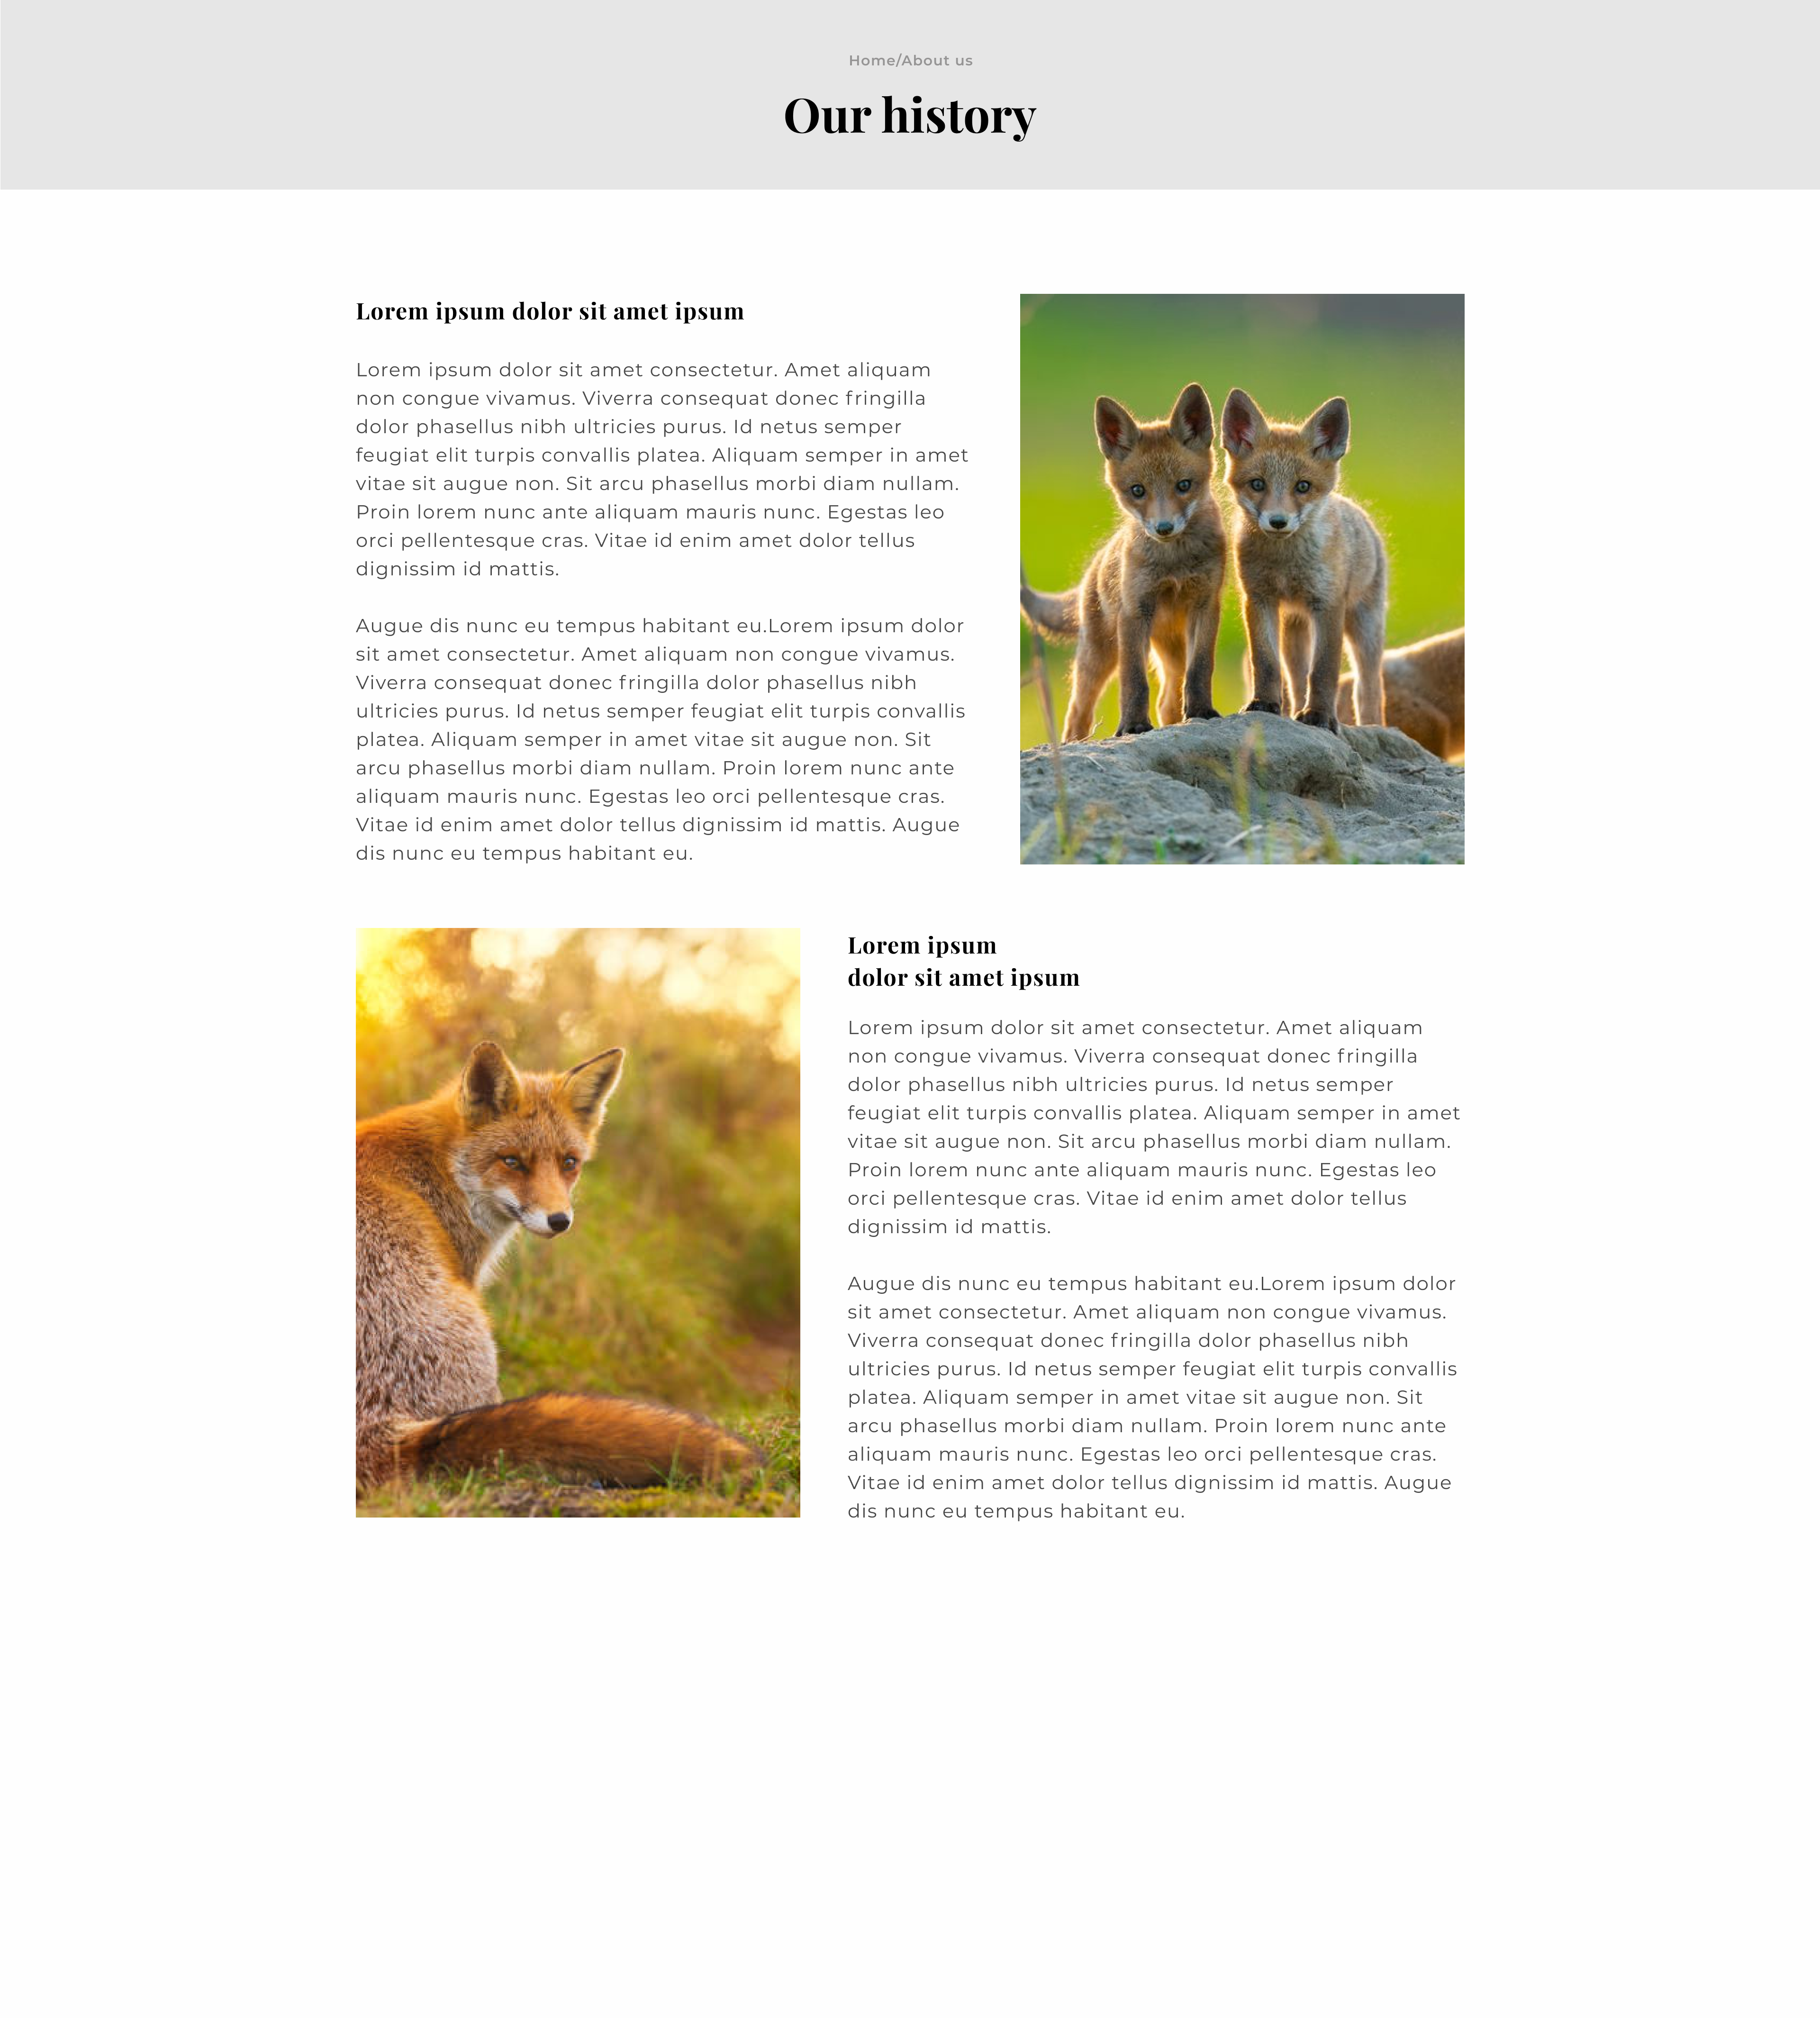 Home/About us
Our history
Lorem ipsum dolor sit amet ipsum
Lorem ipsum dolor sit amet consectetur. Amet aliquam
non congue vivamus. Viverra consequat donec fringilla
dolor phasellus nibh ultricies purus. Id netus semper
feugiat elit turpis convallis platea. Aliquam semper in amet
vitae sit augue non. Sit arcu phasellus morbi diam nullam.
Proin lorem nunc ante aliquam mauris nunc. Egestas leo
orci pellentesque cras. Vitae id enim amet dolor tellus
dignissim id mattis.
Augue dis nunc eu tempus habitant eu.Lorem ipsum dolor
sit amet consectetur. Amet aliquam non congue vivamus.
Viverra consequat donec fringilla dolor phasellus nibh
ultricies purus. Id netus semper feugiat elit turpis convallis
platea. Aliquam semper in amet vitae sit augue non. Sit
arcu phasellus morbi diam nullam. Proin lorem nunc ante
aliquam mauris nunc. Egestas leo orci pellentesque cras.
Vitae id enim amet dolor tellus dignissim id mattis. Augue
dis nunc eu tempus habitant eu.
Lorem ipsum
dolor sit amet ipsum
Lorem ipsum dolor sit amet consectetur. Amet aliquam
non congue vivamus. Viverra consequat donec fringilla
dolor phasellus nibh ultricies purus. Id netus semper
feugiat elit turpis convallis platea. Aliquam semper in amet
vitae sit augue non. Sit arcu phasellus morbi diam nullam.
Proin lorem nunc ante aliquam mauris nunc. Egestas leo
orci pellentesque cras. Vitae id enim amet dolor tellus
dignissim id mattis.
Augue dis nunc eu tempus habitant eu.Lorem ipsum dolor
sit amet consectetur. Amet aliquam non congue vivamus.
Viverra consequat donec fringilla dolor phasellus nibh
ultricies purus. Id netus semper feugiat elit turpis convallis
platea. Aliquam semper in amet vitae sit augue non. Sit
arcu phasellus morbi diam nullam. Proin lorem nunc ante
aliquam mauris nunc. Egestas leo orci pellentesque cras.
Vitae id enim amet dolor tellus dignissim id mattis. Augue
dis nunc eu tempus habitant eu.